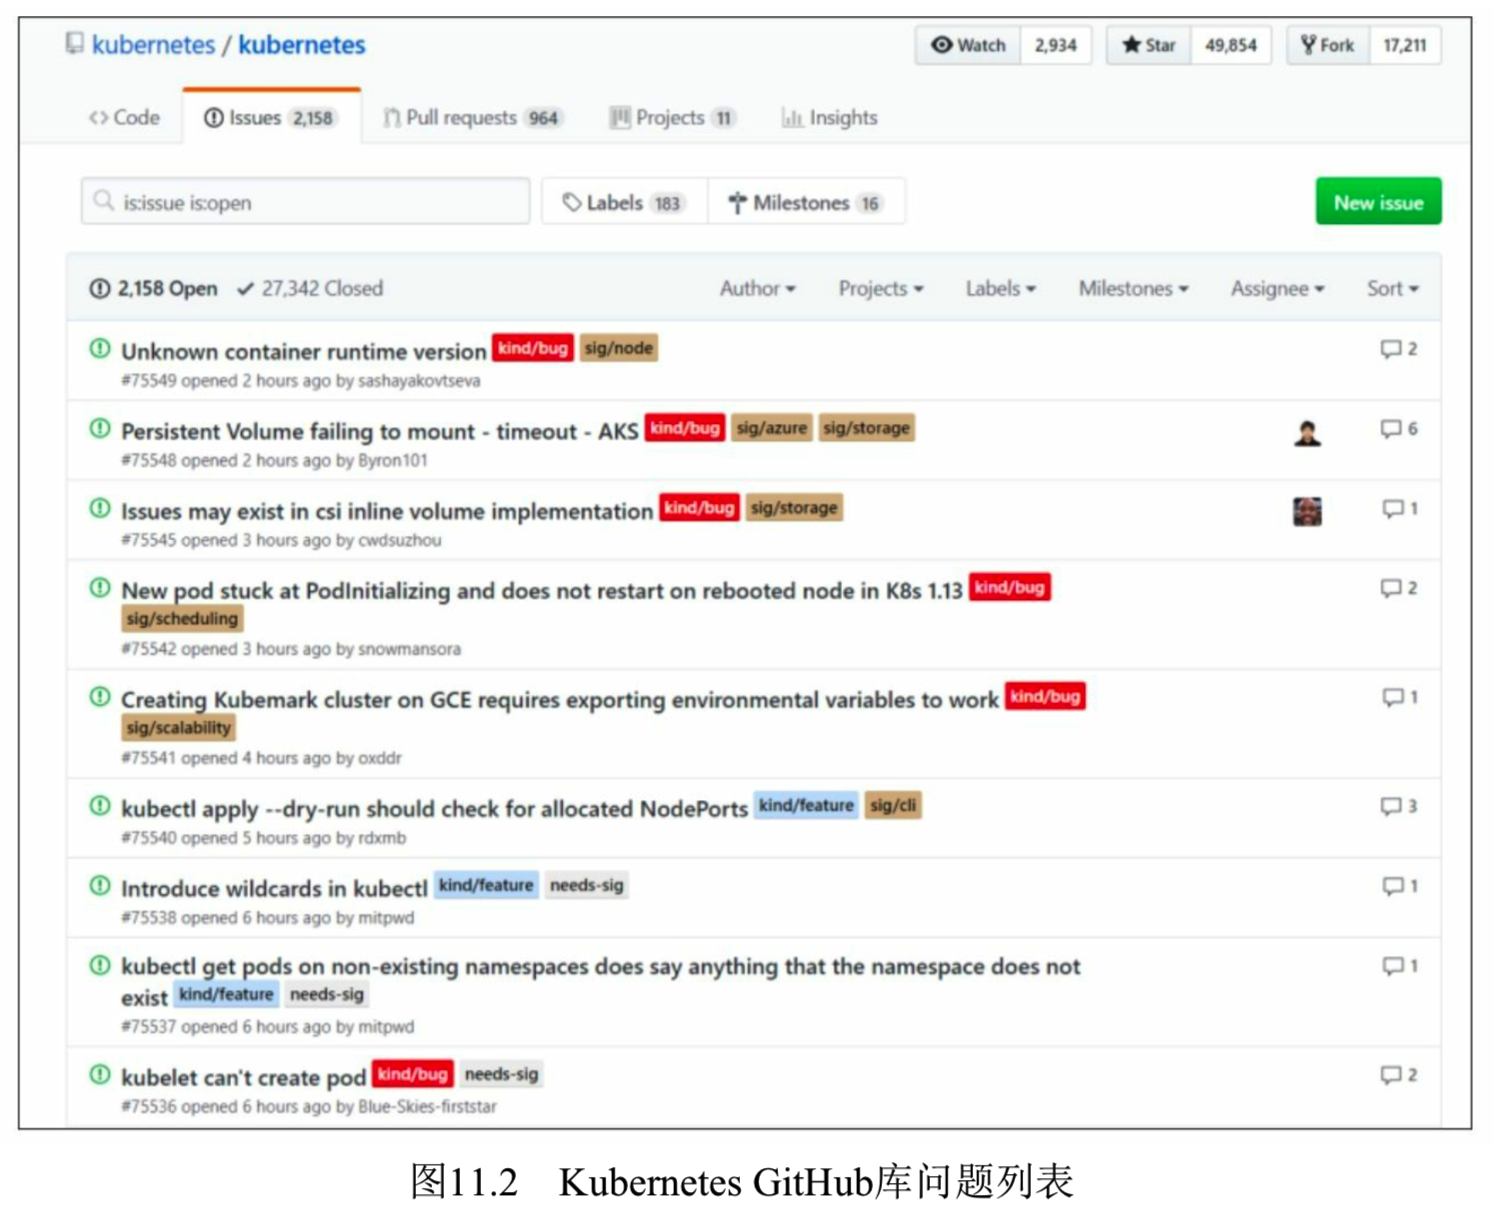 kubernetes / kubernetes
Watch 2,934 Star 49,854 Fork 17,211
Code Issues 2,158 Pull requests 964 Projects 11 Insights
is:issue is:open Labels 183 Milestones 16 New issue
2,158 Open 27,342 Closed Author Projects Labels Milestones Assignee Sort
Unknown container runtime version kind/bug sig/node 2
#75549 opened 2 hours ago by sashayakovtseva
Persistent Volume failing to mount - timeout - AKS kind/bug sig/azure sig/storage 6
#75548 opened 2 hours ago by Byron101
Issues may exist in csi inline volume implementation kind/bug sig/storage 1
#75545 opened 3 hours ago by cwdsuzhou
New pod stuck at PodInitializing and does not restart on rebooted node in K8s 1.13 kind/bug 2
sig/scheduling
#75542 opened 3 hours ago by snowmansora
Creating Kubemark cluster on GCE requires exporting environmental variables to work kind/bug 1
sig/scalability
#75541 opened 4 hours ago by oxddr
kubectl apply --dry-run should check for allocated NodePorts kind/feature sig/cli 3
#75540 opened 5 hours ago by rdxmb
Introduce wildcards in kubectl kind/feature needs-sig 1
#75538 opened 6 hours ago by mitpwd
kubectl get pods on non-existing namespaces does say anything that the namespace does not 1
exist kind/feature needs-sig
#75537 opened 6 hours ago by mitpwd
kubelet can't create pod kind/bug needs-sig 2
#75536 opened 6 hours ago by Blue-Skies-firststar
图11.2 Kubernetes GitHub库问题列表